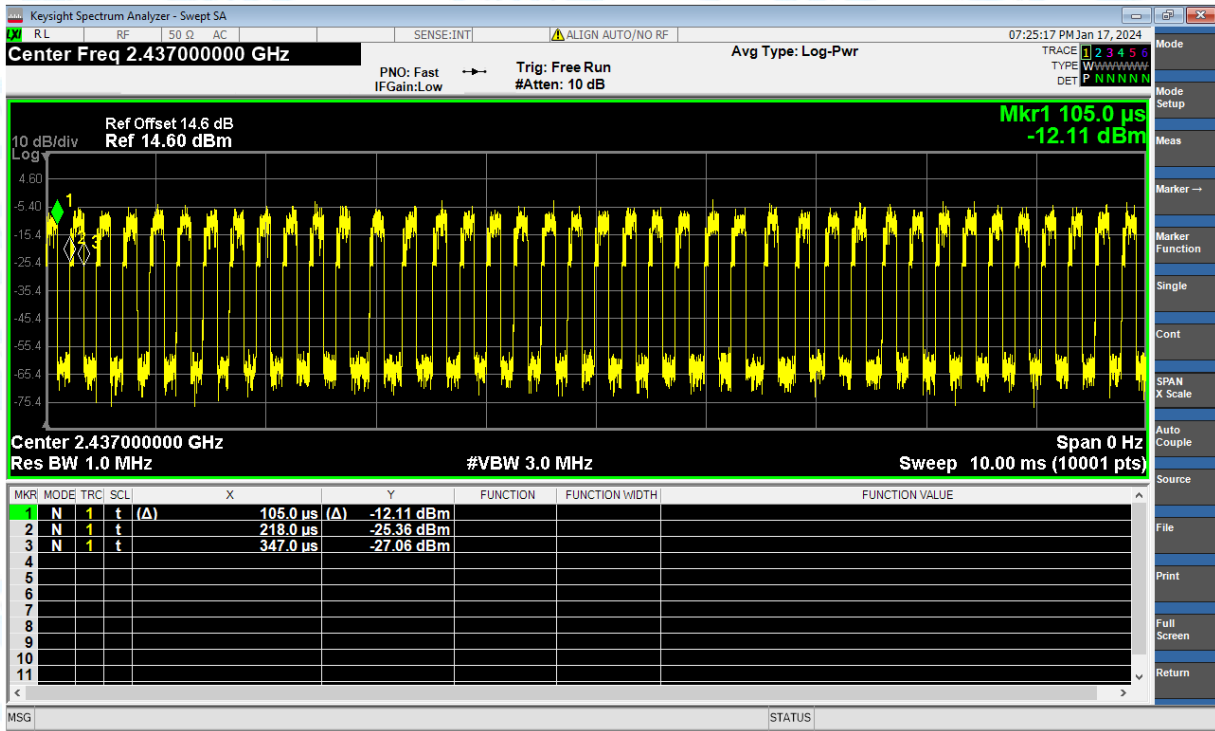 Keysight Spectrum Analyzer - Swept SA
LXI RL RF 50 Ω AC SENSE:INT ALIGN AUTO/NO RF 07:25:17 PM Jan 17, 2024
Center Freq 2.437000000 GHz
Avg Type: Log-Pwr
TRACE 1 2 3 4 5 6
TYPE WWWWWW
DET P N N N N N
PNO: Fast
IFGain:Low
Trig: Free Run
#Atten: 10 dB
Mkr1 105.0 µs
-12.11 dBm
Ref Offset 14.6 dB
10 dB/div Ref 14.60 dBm
Log
4.60
-5.40
-15.4
-25.4
-35.4
-45.4
-55.4
-65.4
-75.4
1
2
3
Center 2.437000000 GHz Span 0 Hz
Res BW 1.0 MHz #VBW 3.0 MHz Sweep 10.00 ms (10001 pts)
MKR MODE TRC SCL X Y FUNCTION FUNCTION WIDTH FUNCTION VALUE
1 N 1 t (Δ) 105.0 µs (Δ) -12.11 dBm
2 N 1 t 218.0 µs -25.36 dBm
3 N 1 t 347.0 µs -27.06 dBm
4
5
6
7
8
9
10
11
MSG STATUS
Mode
Mode
Setup
Meas
Marker →
Marker
Function
Single
Cont
SPAN
X Scale
Auto
Couple
Source
File
Print
Full
Screen
Return